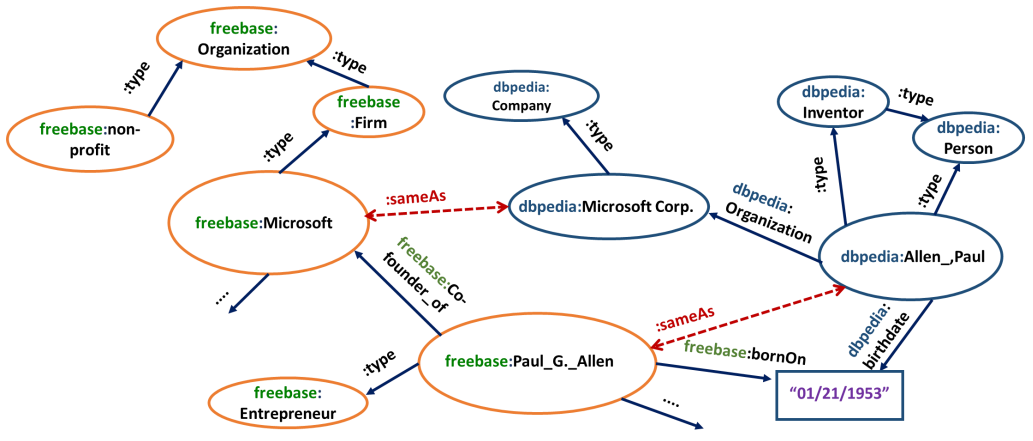 freebase:
Organization
:type
:type
freebase
:Firm
freebase:non-
profit
:type
dbpedia:
Company
:type
dbpedia:
Inventor
:type
dbpedia:
Person
:type
:type
freebase:Microsoft
:sameAs
dbpedia:Microsoft Corp.
dbpedia:
Organization
dbpedia:Allen_,Paul
....
freebase:Co-
founder_of
:sameAs
dbpedia:
birthdate
:type
freebase:Paul_G._Allen
freebase:bornOn
freebase:
Entrepreneur
“01/21/1953”
....